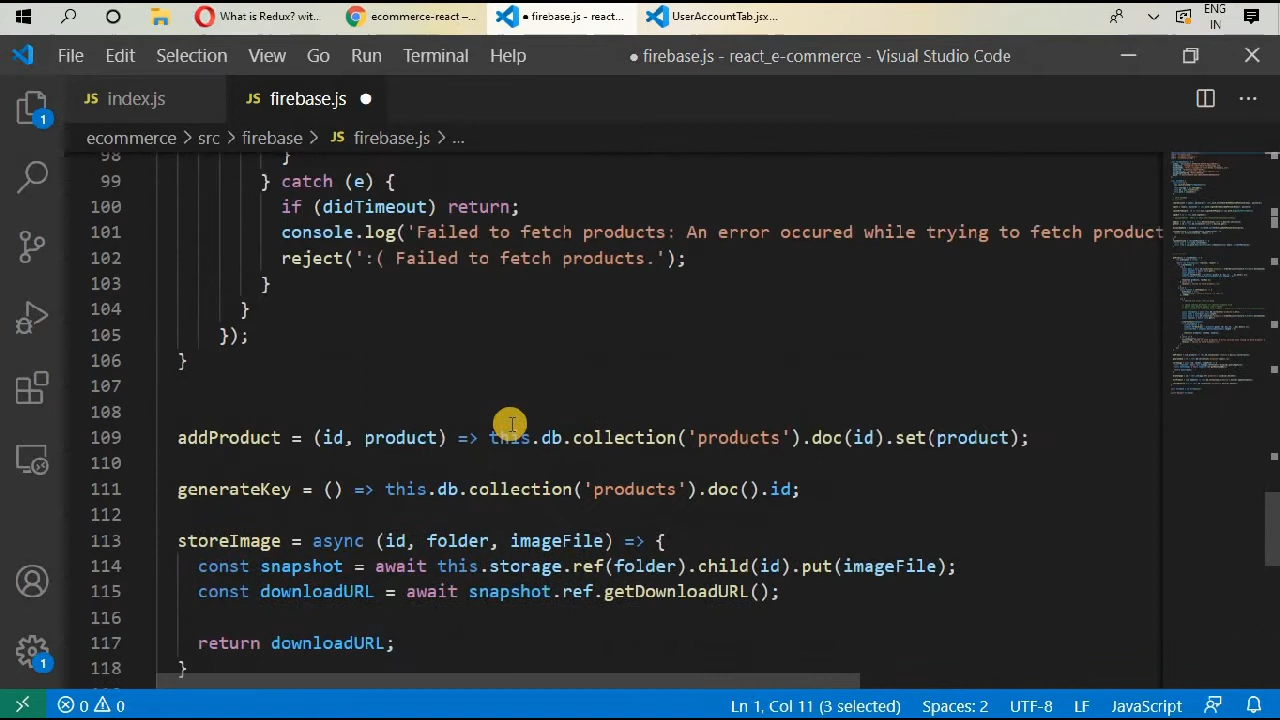 What is Redux? wit...
ecommerce-react –...
● firebase.js - react...
UserAccountTab.jsx...
ENG
IN
File Edit Selection View Go Run Terminal Help
● firebase.js - react_e-commerce - Visual Studio Code
JS index.js
JS firebase.js ●
ecommerce > src > firebase > JS firebase.js > ...
98 }
99 } catch (e) {
100 if (didTimeout) return;
101 console.log('Failed to fetch products: An error occured while trying to fetch product
102 reject(':( Failed to fetch products.');
103 }
104 }
105 });
106 }
107
108
109 addProduct = (id, product) => this.db.collection('products').doc(id).set(product);
110
111 generateKey = () => this.db.collection('products').doc().id;
112
113 storeImage = async (id, folder, imageFile) => {
114 const snapshot = await this.storage.ref(folder).child(id).put(imageFile);
115 const downloadURL = await snapshot.ref.getDownloadURL();
116
117 return downloadURL;
118 }
1
1
0 0 Ln 1, Col 11 (3 selected) Spaces: 2 UTF-8 LF JavaScript